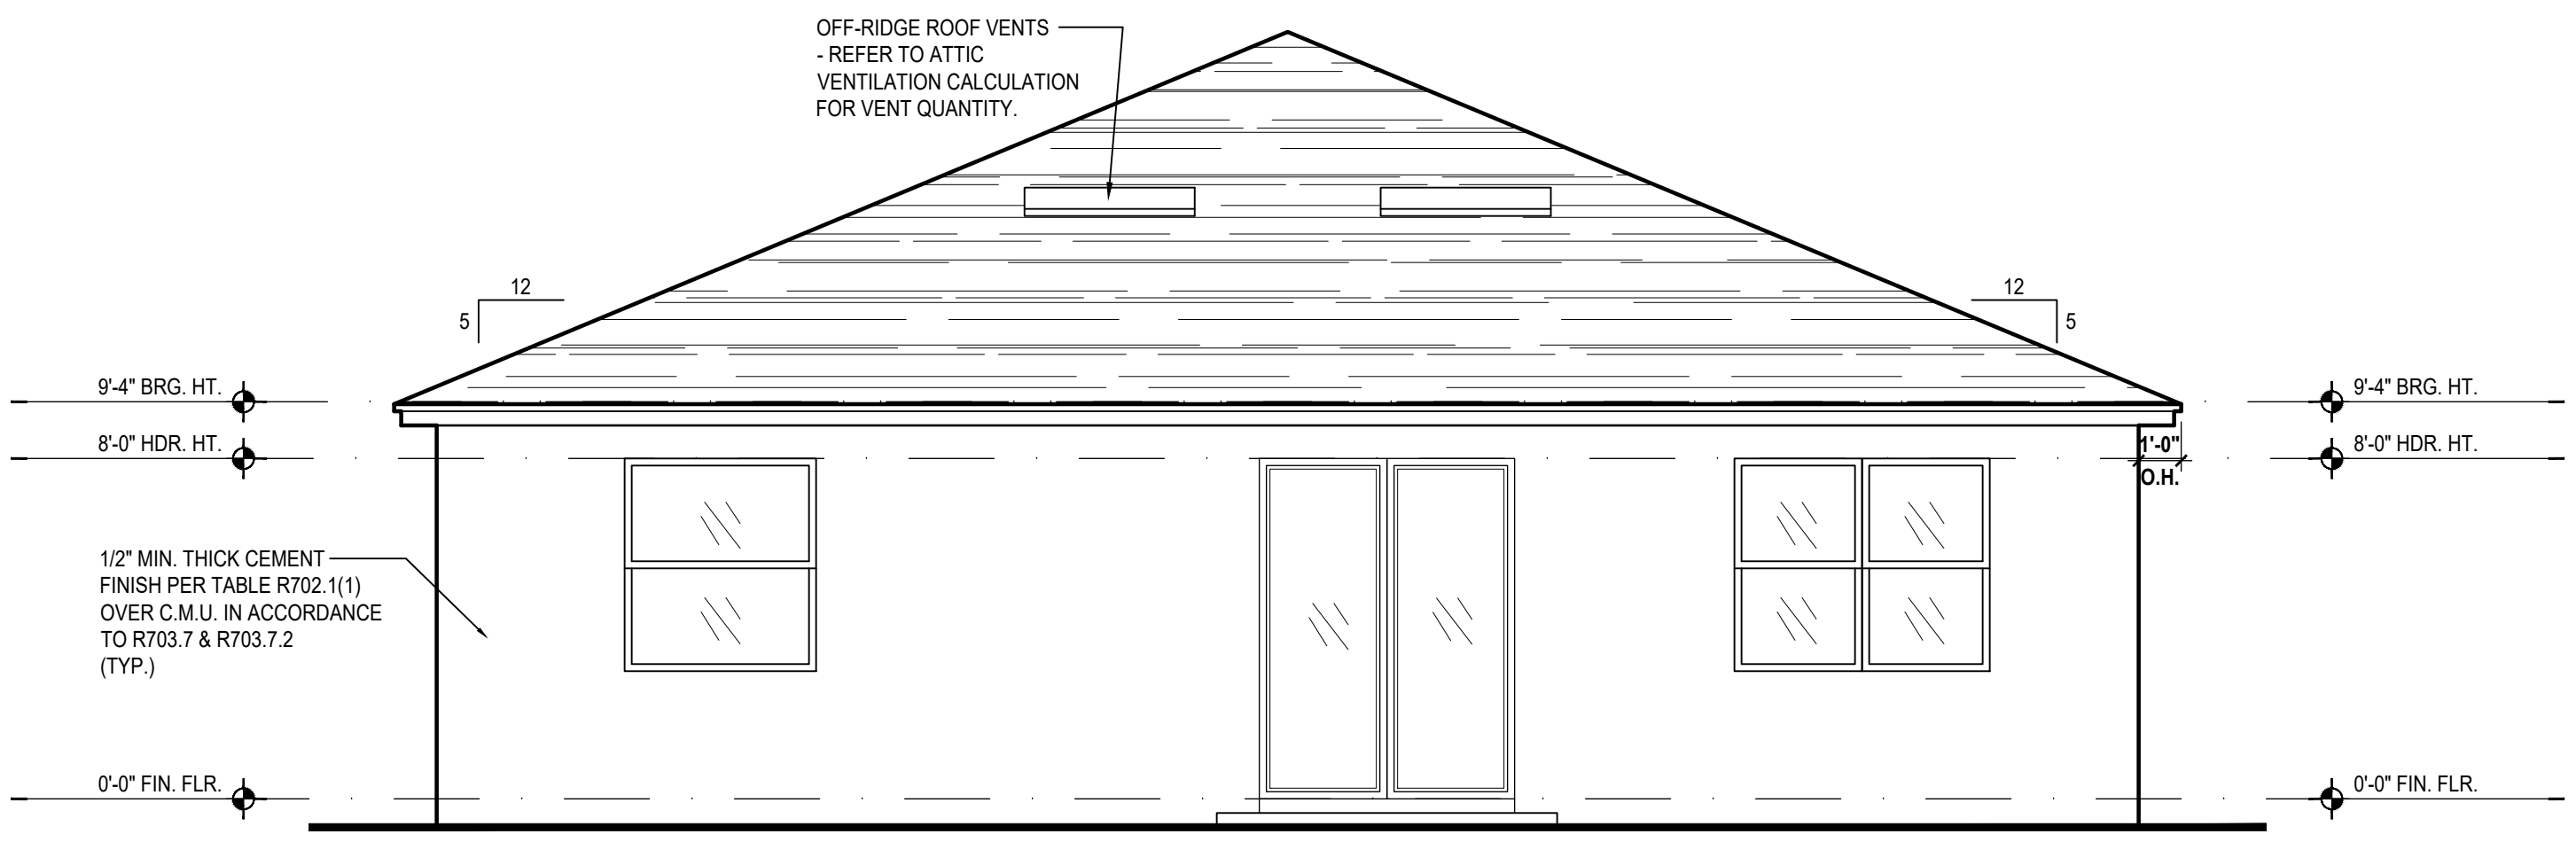 OFF-RIDGE ROOF VENTS
- REFER TO ATTIC
VENTILATION CALCULATION
FOR VENT QUANTITY.
12
5
12
5
9'-4" BRG. HT.
9'-4" BRG. HT.
8'-0" HDR. HT.
1'-0"
O.H.
8'-0" HDR. HT.
1/2" MIN. THICK CEMENT
FINISH PER TABLE R702.1(1)
OVER C.M.U. IN ACCORDANCE
TO R703.7 & R703.7.2
(TYP.)
0'-0" FIN. FLR.
0'-0" FIN. FLR.